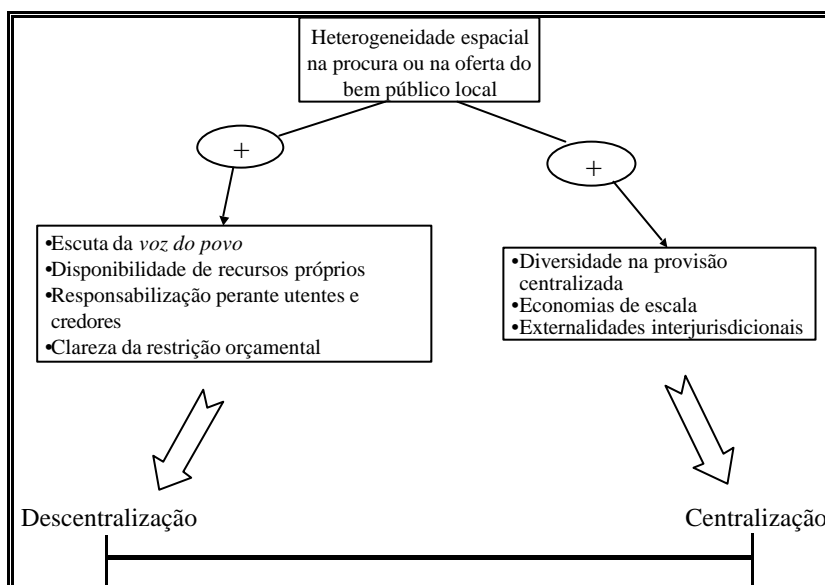 Heterogeneidade espacial
na procura ou na oferta do
bem público local
+
+
•Escuta da voz do povo
•Disponibilidade de recursos próprios
•Responsabilização perante utentes e
credores
•Clareza da restrição orçamental
•Diversidade na provisão
centralizada
•Economias de escala
•Externalidades interjurisdicionais
Descentralização
Centralização